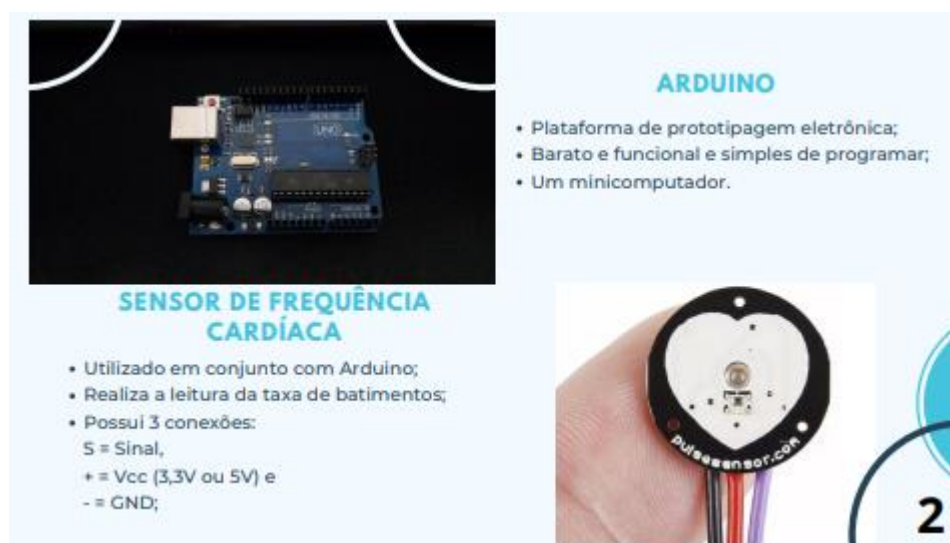 ARDUINO
• Plataforma de prototipagem eletrônica;
• Barato e funcional e simples de programar;
• Um minicomputador.
UNO
SENSOR DE FREQUÊNCIA
CARDÍACA
• Utilizado em conjunto com Arduino;
• Realiza a leitura da taxa de batimentos;
• Possui 3 conexões:
S = Sinal,
+ = Vcc (3,3V ou 5V) e
- = GND;
pulsesensor.com
2